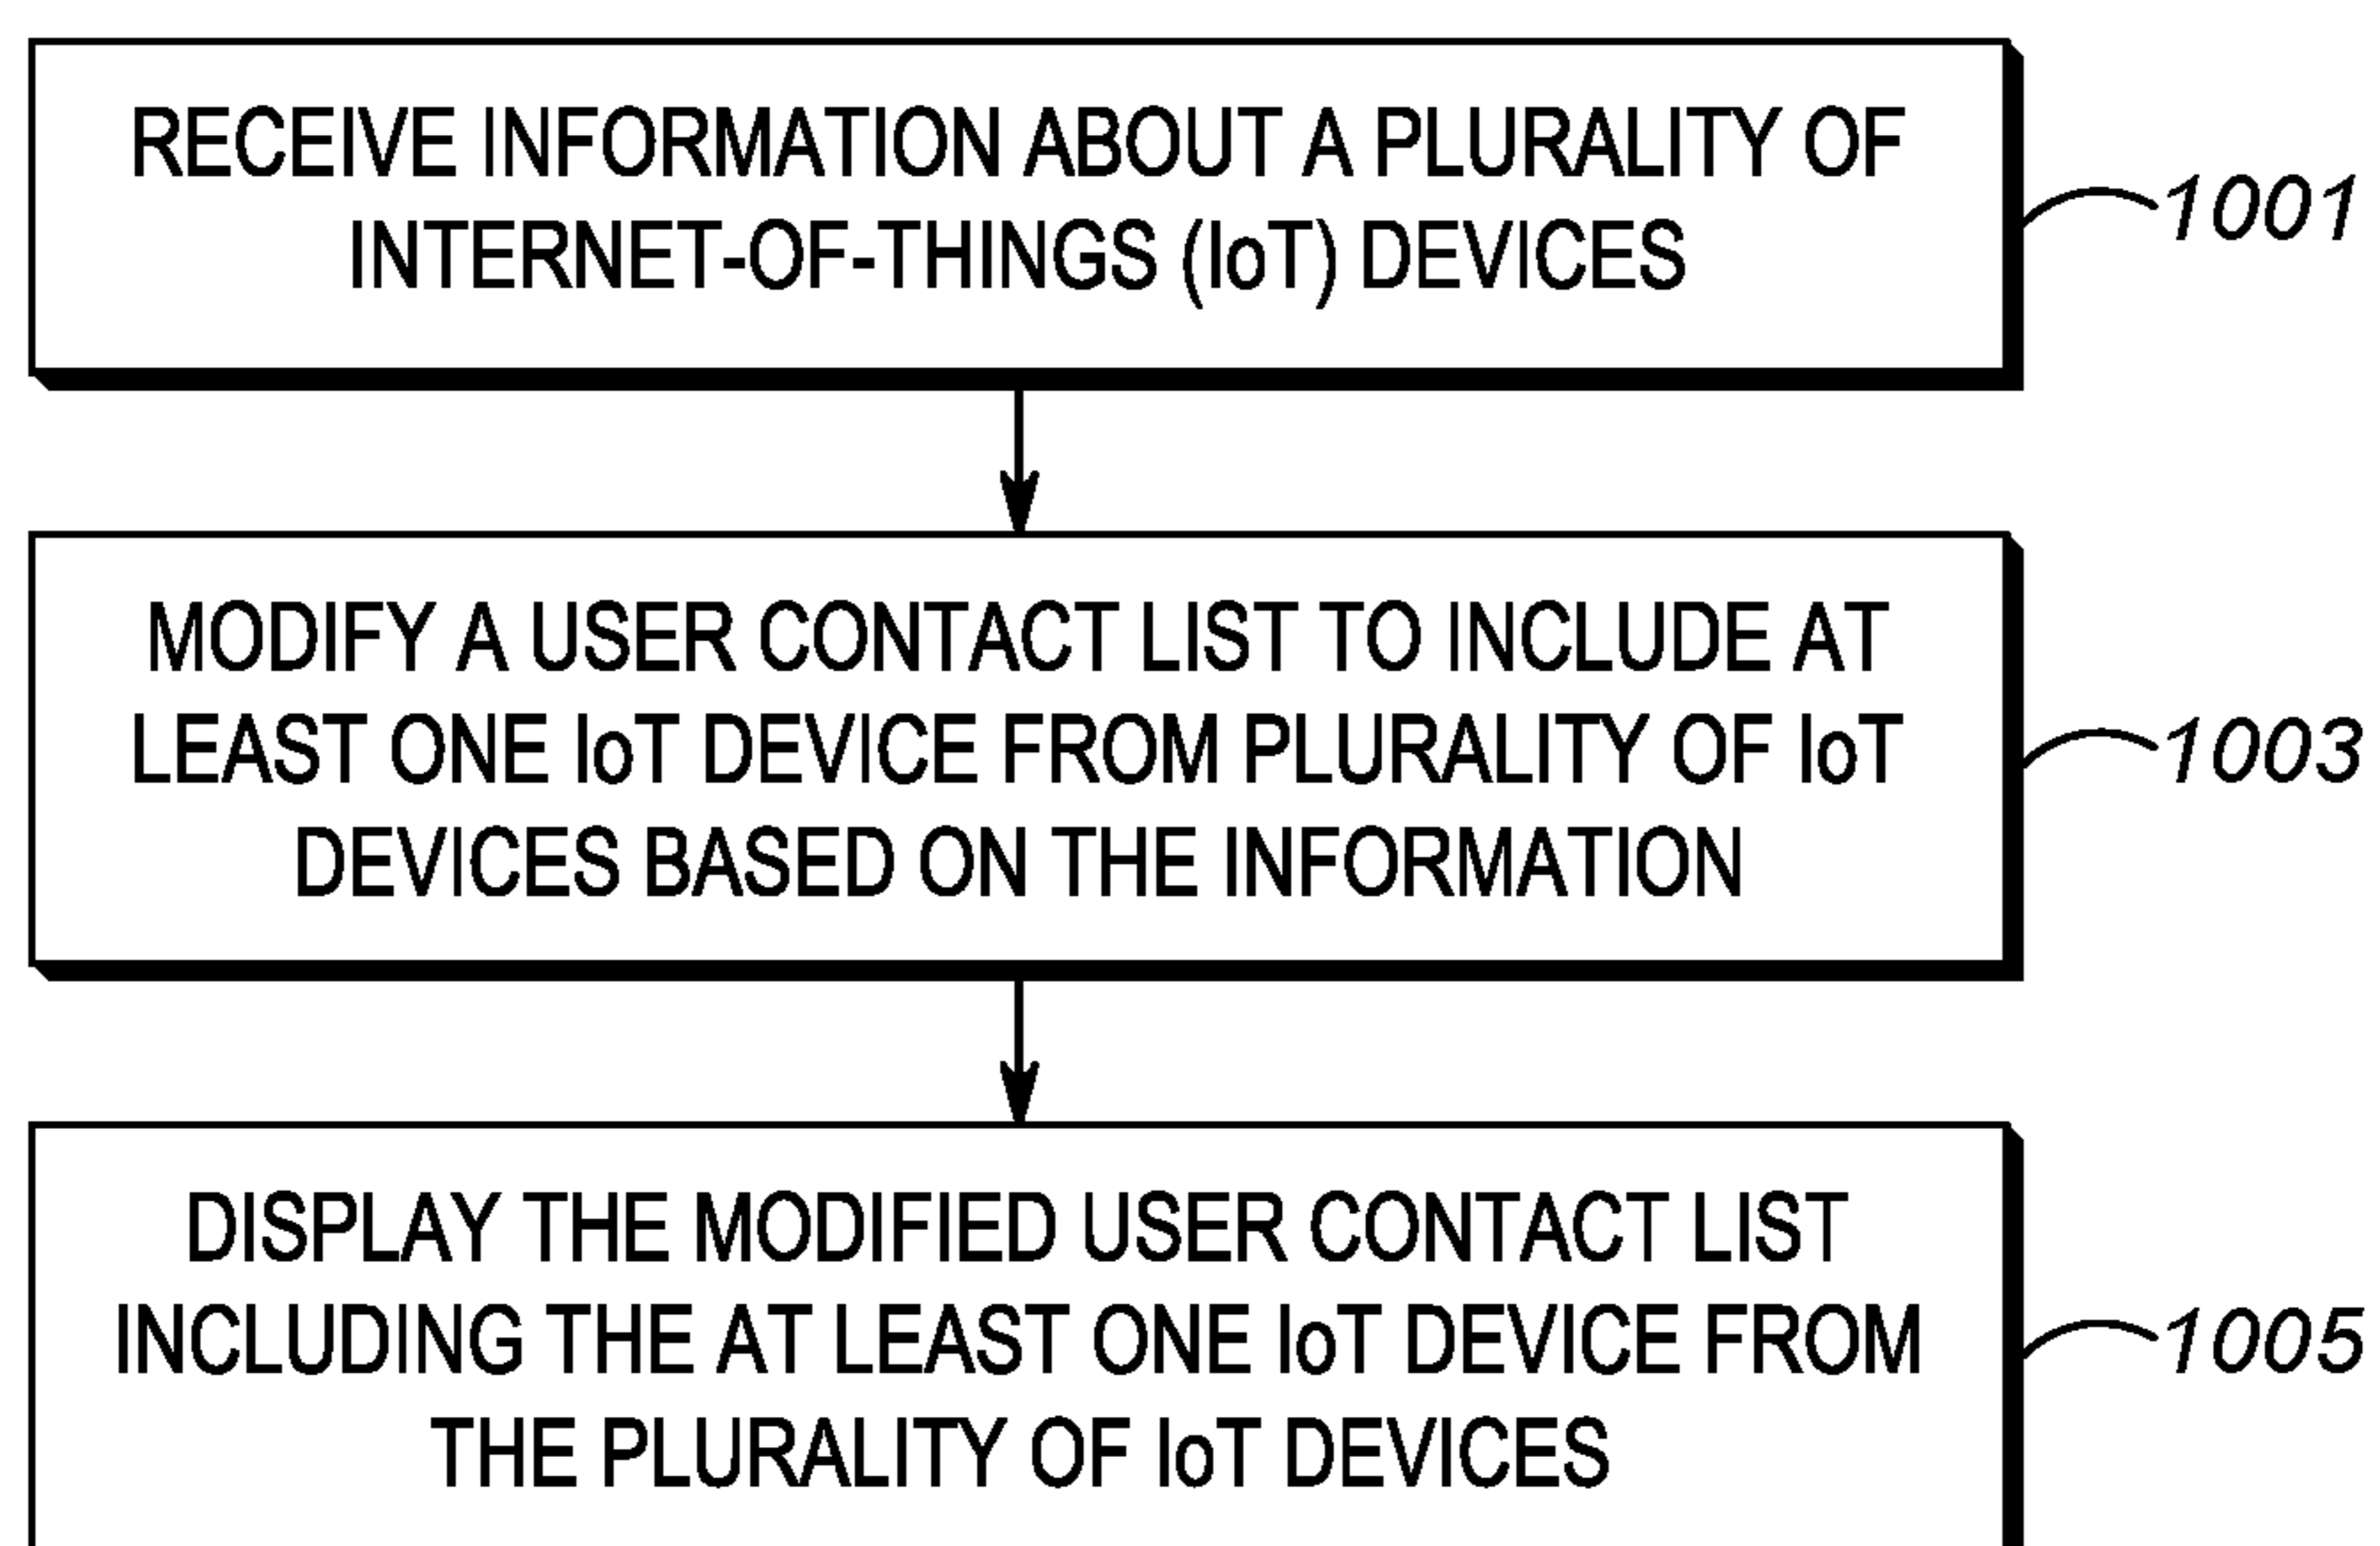 RECEIVE INFORMATION ABOUT A PLURALITY OF
INTERNET-OF-THINGS (IoT) DEVICES
1001
MODIFY A USER CONTACT LIST TO INCLUDE AT
LEAST ONE IoT DEVICE FROM PLURALITY OF IoT
DEVICES BASED ON THE INFORMATION
1003
DISPLAY THE MODIFIED USER CONTACT LIST
INCLUDING THE AT LEAST ONE IoT DEVICE FROM
THE PLURALITY OF IoT DEVICES
1005